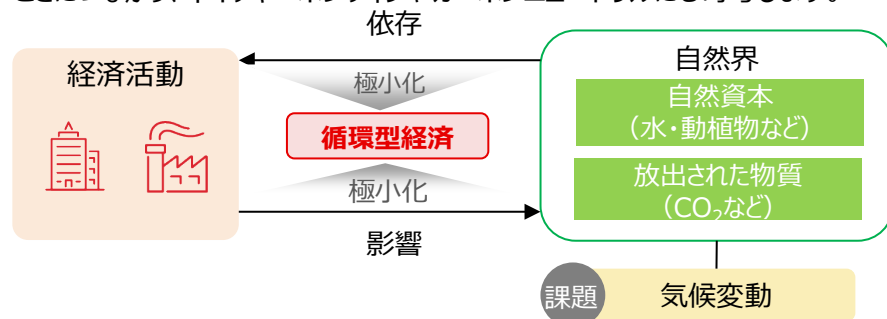 依存
経済活動
極小化
循環型経済
極小化
影響
自然界
自然資本
（水・動植物など）
放出された物質
（CO₂など）
課題
気候変動